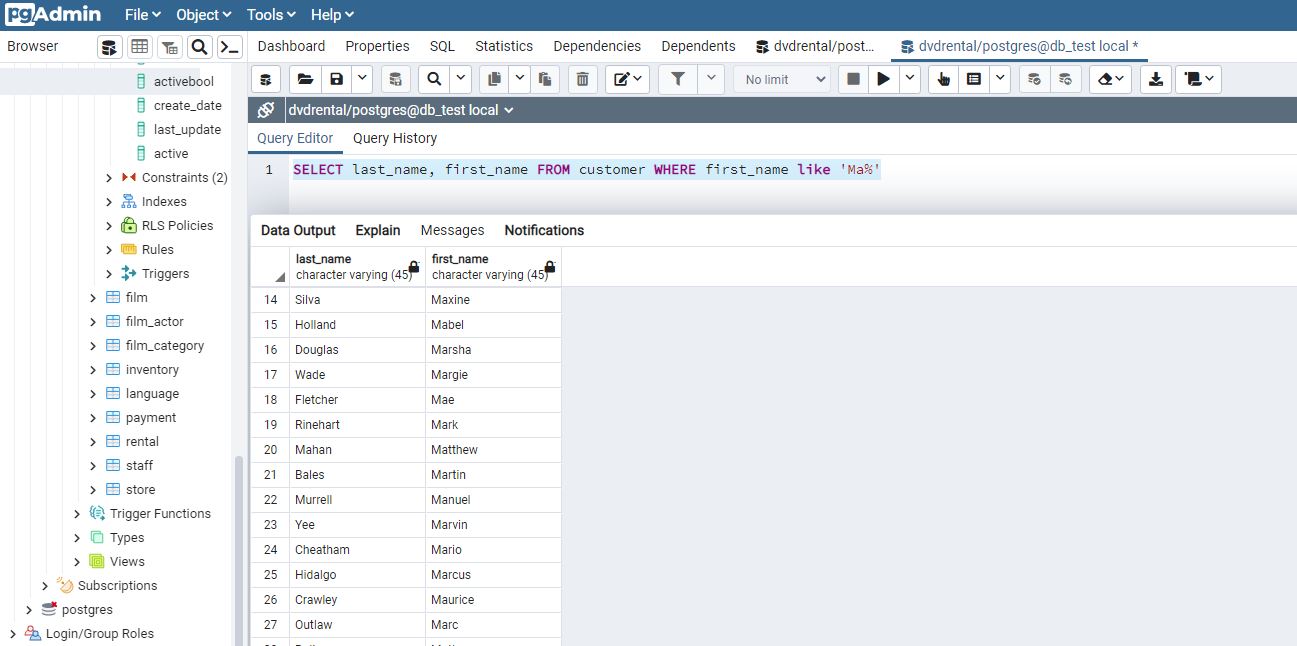 pgAdmin File Object Tools Help
Browser
Dashboard Properties SQL Statistics Dependencies Dependents dvdrental/post... dvdrental/postgres@db_test local *
No limit
dvdrental/postgres@db_test local
Query Editor Query History
1 SELECT last_name, first_name FROM customer WHERE first_name like 'Ma%'
Data Output Explain Messages Notifications
last_name character varying (45)
first_name character varying (45)
14 Silva Maxine
15 Holland Mabel
16 Douglas Marsha
17 Wade Margie
18 Fletcher Mae
19 Rinehart Mark
20 Mahan Matthew
21 Bales Martin
22 Murrell Manuel
23 Yee Marvin
24 Cheatham Mario
25 Hidalgo Marcus
26 Crawley Maurice
27 Outlaw Marc
activebool
create_date
last_update
active
Constraints (2)
Indexes
RLS Policies
Rules
Triggers
film
film_actor
film_category
inventory
language
payment
rental
staff
store
Trigger Functions
Types
Views
Subscriptions
postgres
Login/Group Roles